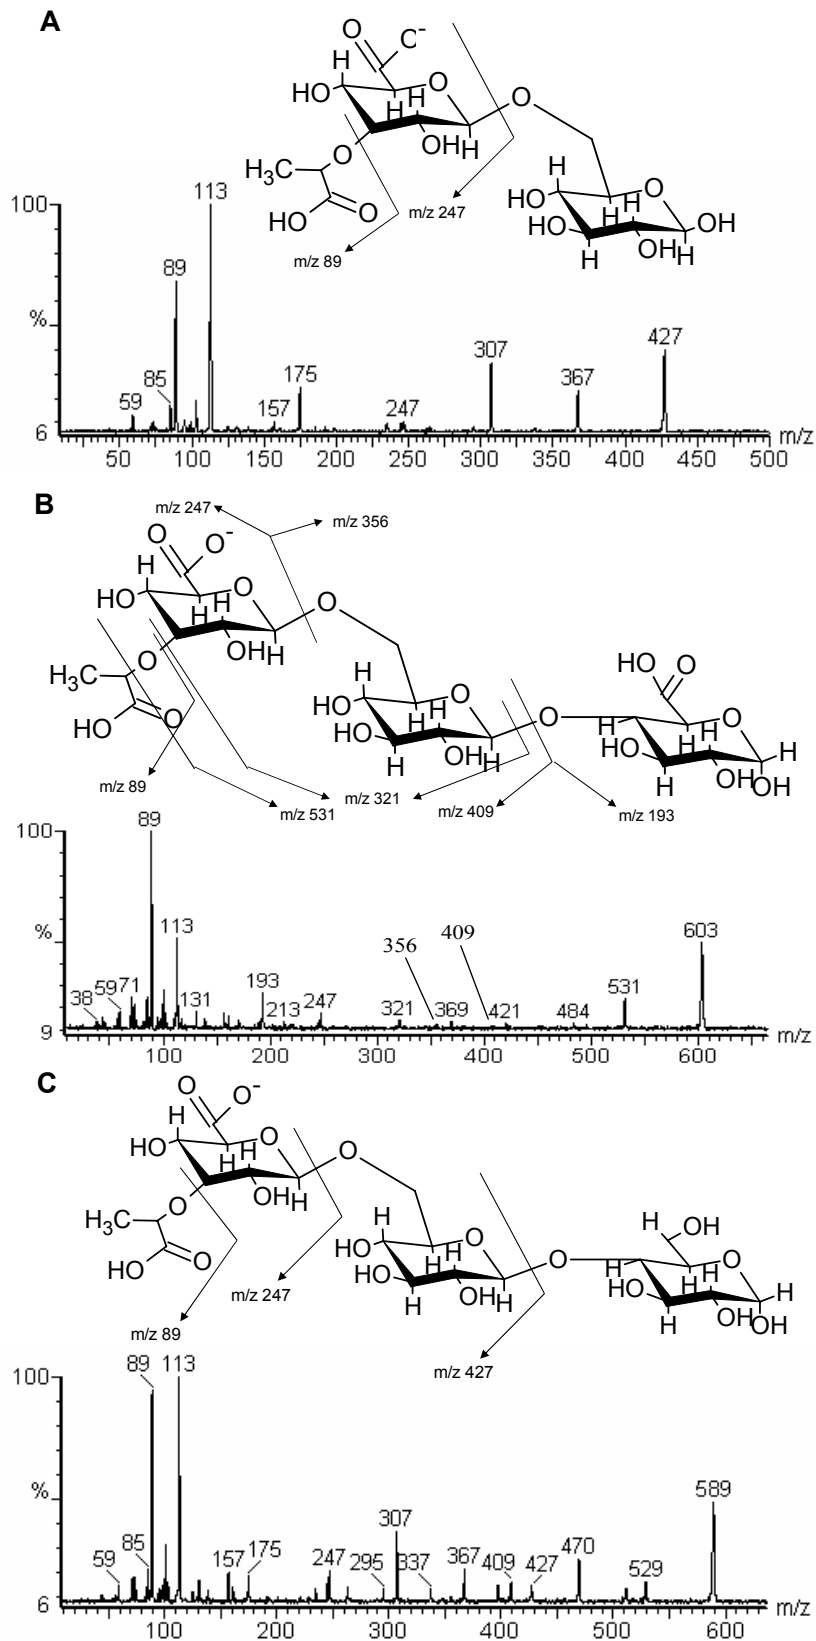 A
O
C-
H
HO
O
H
H
O
OH
H
O
H3C
HO
O
m/z 247
m/z 89
H
HO
O
HO
H
H
OH
H
OH
H
100
%
6
59
85
89
113
157
175
247
307
367
427
50 100 150 200 250 300 350 400 450 500
m/z
B
m/z 247
m/z 356
O
O-
H
HO
O
H
H
O
OH
H
O
H3C
HO
O
H
HO
O
HO
H
H
O
OH
H
H
HO
O
O
H
H
H
H
HO
OH
OH
H
m/z 89
m/z 531
m/z 321
m/z 409
m/z 193
100
%
9
38
59
71
89
113
131
193
213
247
321
356
369
409
421
484
531
603
100 200 300 400 500 600
m/z
C
O
O-
H
HO
O
H
H
O
OH
H
O
H3C
HO
O
H
HO
O
HO
H
H
O
OH
H
H
H
OH
O
H
H
H
H
HO
OH
OH
H
m/z 247
m/z 89
m/z 427
100
%
6
59
85
89
113
157
175
247
295
307
337
367
409
427
470
529
589
100 200 300 400 500 600
m/z